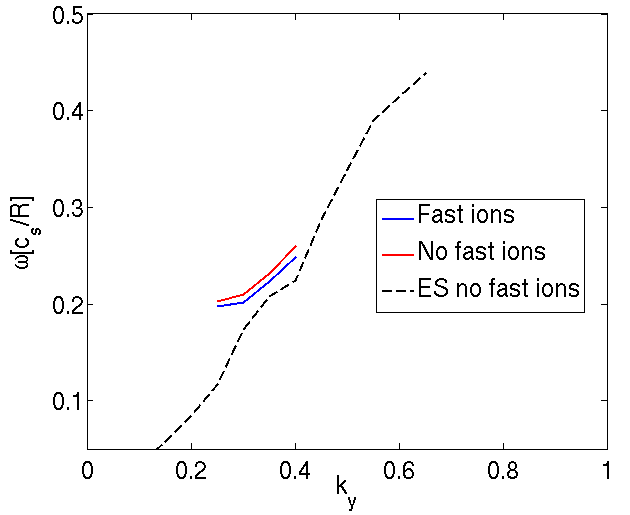 0.5
0.4
0.3
0.2
0.1
ω[c_s/R]
Fast ions
No fast ions
ES no fast ions
0 0.2 0.4 0.6 0.8 1
k_y